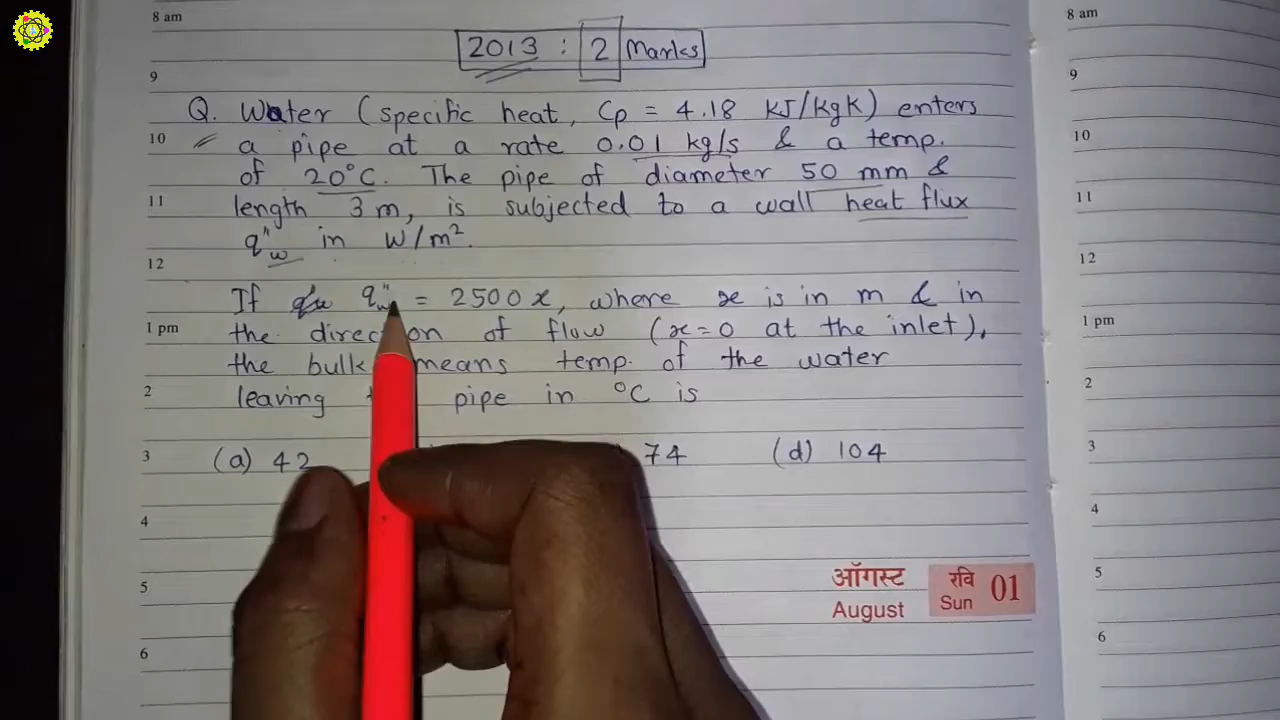 8 am
2013 : 2 Marks
8 am
9
9
Q. Water (specific heat, Cp = 4.18 KJ/KgK) enters
10 a pipe at a rate 0.01 kg/s & a temp.
10
of 20°C. The pipe of diameter 50 mm &
11 length 3 m, is subjected to a wall heat flux
11
q"w in W/m².
12
12
If q"w = 2500 x, where x is in m & in
1 pm the direction of flow (x=0 at the inlet),
1 pm
the bulk means temp. of the water
2 leaving pipe in °C is
2
3 (a) 42 74 (d) 104
3
4
4
5
5
ऑगस्ट रवि 01
August Sun
6
6